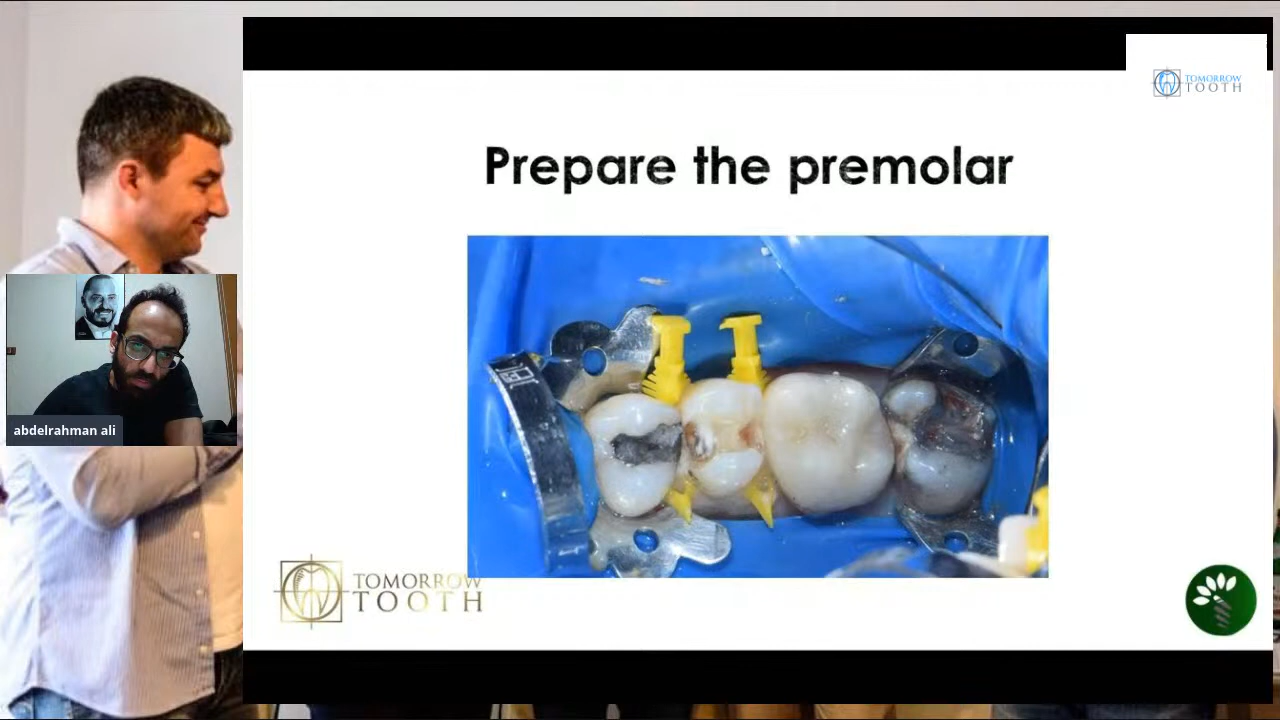 TOMORROW
TOOTH
Prepare the premolar
abdelrahman ali
TOMORROW
TOOTH